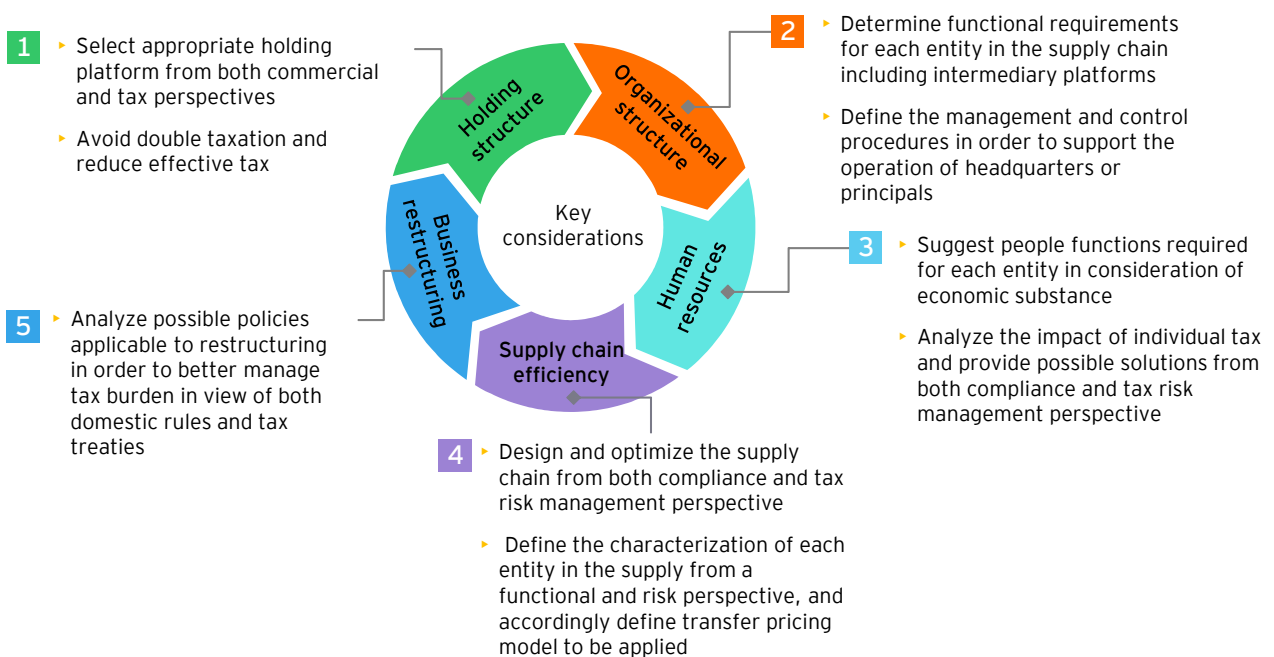 1
Select appropriate holding
platform from both commercial
and tax perspectives
Avoid double taxation and
reduce effective tax
2
Determine functional requirements
for each entity in the supply chain
including intermediary platforms
Define the management and control
procedures in order to support the
operation of headquarters or
principals
3
Suggest people functions required
for each entity in consideration of
economic substance
Analyze the impact of individual tax
and provide possible solutions from
both compliance and tax risk
management perspective
4
Design and optimize the supply
chain from both compliance and tax
risk management perspective
Define the characterization of each
entity in the supply from a
functional and risk perspective, and
accordingly define transfer pricing
model to be applied
5
Analyze possible policies
applicable to restructuring
in order to better manage
tax burden in view of both
domestic rules and tax
treaties
Holding
structure
Organizational
structure
Human
resources
Supply chain
efficiency
Business
restructuring
Key
considerations